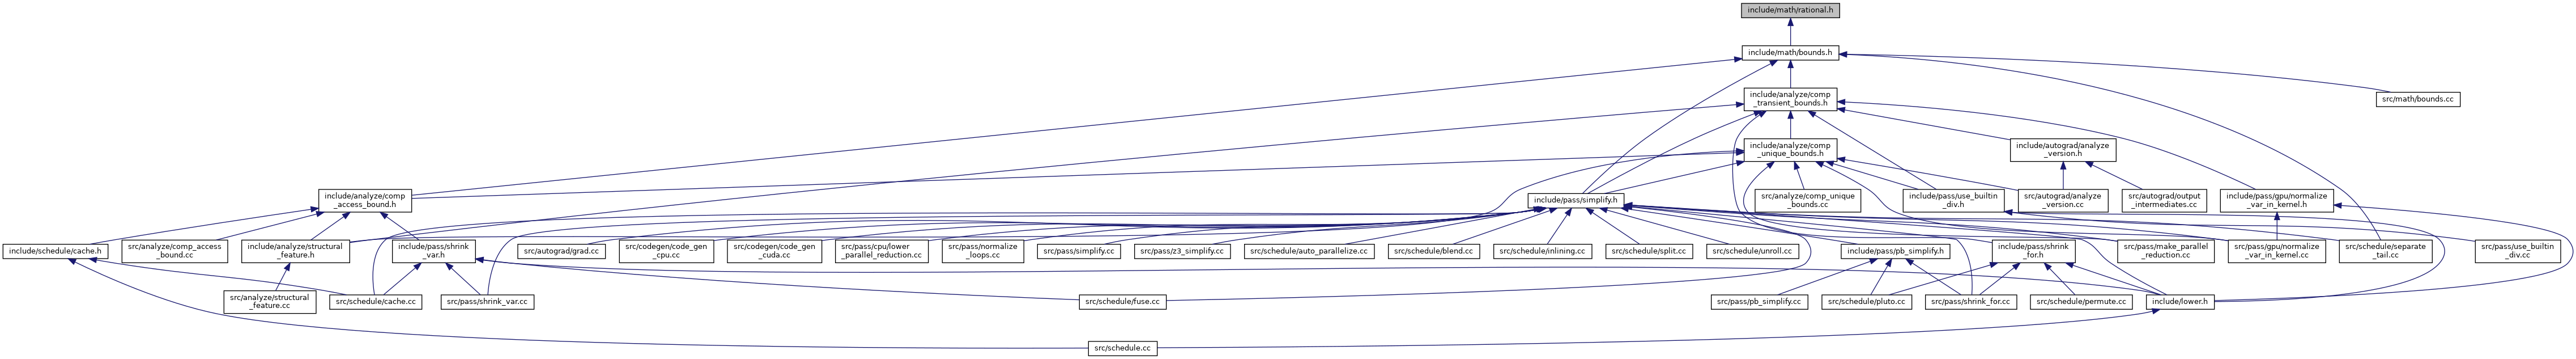 include/math/rational.h
include/math/bounds.h
include/analyze/comp
_transient_bounds.h
src/math/bounds.cc
include/analyze/comp
_unique_bounds.h
include/autograd/analyze
_version.h
include/analyze/comp
_access_bound.h
include/pass/simplify.h
src/analyze/comp_unique
_bounds.cc
include/pass/use_builtin
_div.h
src/autograd/analyze
_version.cc
src/autograd/output
_intermediates.cc
include/pass/gpu/normalize
_var_in_kernel.h
include/schedule/cache.h
src/analyze/comp_access
_bound.cc
include/analyze/structural
_feature.h
include/pass/shrink
_var.h
src/autograd/grad.cc
src/codegen/code_gen
_cpu.cc
src/codegen/code_gen
_cuda.cc
src/pass/cpu/lower
_parallel_reduction.cc
src/pass/normalize
_loops.cc
src/pass/simplify.cc
src/pass/z3_simplify.cc
src/schedule/auto_parallelize.cc
src/schedule/blend.cc
src/schedule/inlining.cc
src/schedule/split.cc
src/schedule/unroll.cc
include/pass/pb_simplify.h
include/pass/shrink
_for.h
src/pass/make_parallel
_reduction.cc
src/pass/gpu/normalize
_var_in_kernel.cc
src/schedule/separate
_tail.cc
src/pass/use_builtin
_div.cc
src/analyze/structural
_feature.cc
src/schedule/cache.cc
src/pass/shrink_var.cc
src/schedule/fuse.cc
src/pass/pb_simplify.cc
src/schedule/pluto.cc
src/pass/shrink_for.cc
src/schedule/permute.cc
include/lower.h
src/schedule.cc